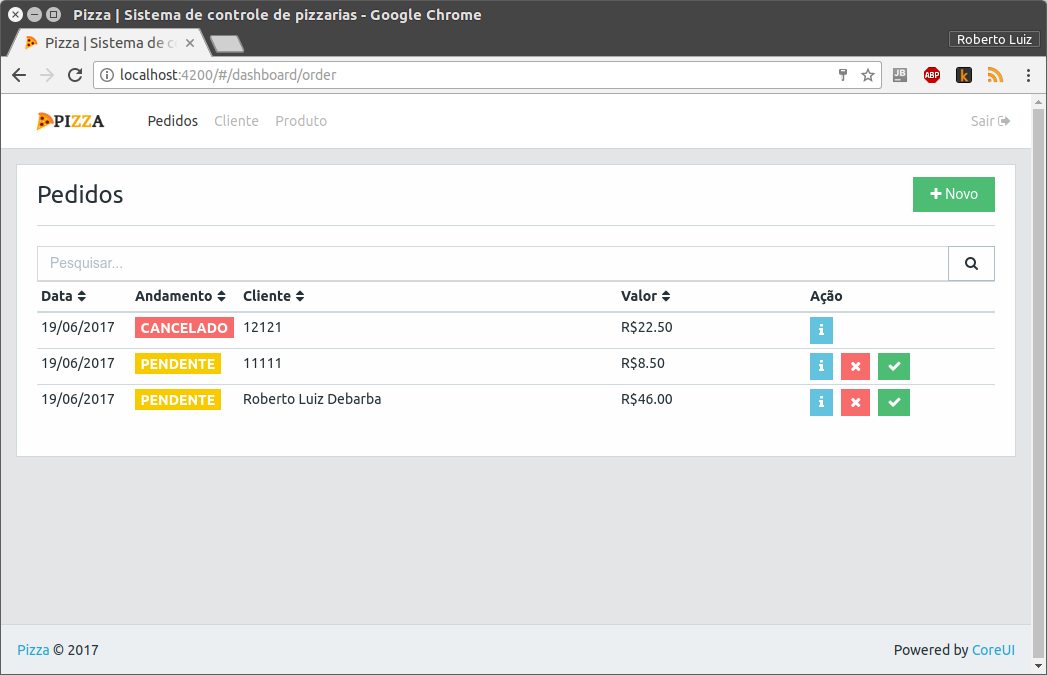 Pizza | Sistema de controle de pizzarias - Google Chrome
Pizza | Sistema de c
Roberto Luiz
localhost:4200/#/dashboard/order
JB
ABP
k
PIZZA Pedidos Cliente Produto Sair
Pedidos
Novo
Pesquisar...
Data Andamento Cliente Valor Ação
19/06/2017 CANCELADO 12121 R$22.50
19/06/2017 PENDENTE 11111 R$8.50
19/06/2017 PENDENTE Roberto Luiz Debarba R$46.00
Pizza © 2017 Powered by CoreUI